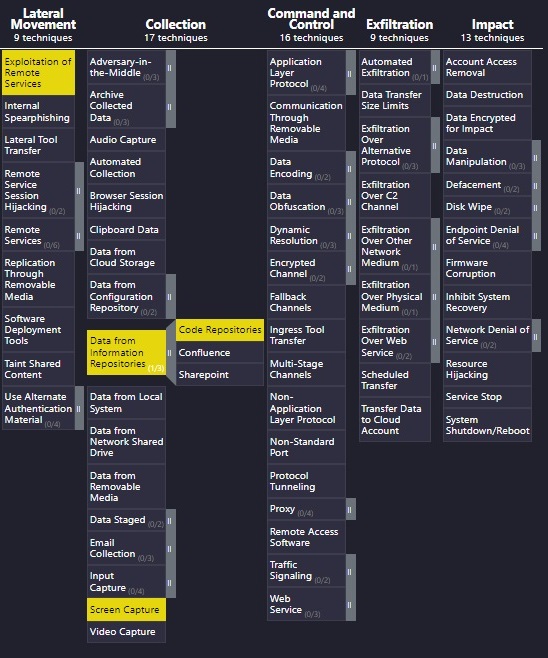 Lateral
Movement
9 techniques
Exploitation of
Remote
Services
Internal
Spearphishing
Lateral Tool
Transfer
Remote
Service
Session
Hijacking (0/2)
Remote
Services (0/6)
Replication
Through
Removable
Media
Software
Deployment
Tools
Taint Shared
Content
Use Alternate
Authentication
Material (0/4)
Collection
17 techniques
Adversary-in-
the-Middle (0/3)
Archive
Collected
Data (0/3)
Audio Capture
Automated
Collection
Browser Session
Hijacking
Clipboard Data
Data from
Cloud Storage
Data from
Configuration
Repository (0/2)
Data from
Information
Repositories (1/3)
Code Repositories
Confluence
Sharepoint
Data from Local
System
Data from
Network Shared
Drive
Data from
Removable
Media
Data Staged (0/2)
Email
Collection (0/3)
Input
Capture (0/4)
Screen Capture
Video Capture
Command and
Control
16 techniques
Application
Layer
Protocol (0/4)
Communication
Through
Removable
Media
Data
Encoding (0/2)
Data
Obfuscation (0/3)
Dynamic
Resolution (0/3)
Encrypted
Channel (0/2)
Fallback
Channels
Ingress Tool
Transfer
Multi-Stage
Channels
Non-
Application
Layer Protocol
Non-Standard
Port
Protocol
Tunneling
Proxy (0/4)
Remote Access
Software
Traffic
Signaling (0/2)
Web
Service (0/3)
Exfiltration
9 techniques
Automated
Exfiltration (0/1)
Data Transfer
Size Limits
Exfiltration
Over
Alternative
Protocol (0/3)
Exfiltration
Over C2
Channel
Exfiltration
Over Other
Network
Medium (0/1)
Exfiltration
Over Physical
Medium (0/1)
Exfiltration
Over Web
Service (0/2)
Scheduled
Transfer
Transfer Data
to Cloud
Account
Impact
13 techniques
Account Access
Removal
Data Destruction
Data Encrypted
for Impact
Data
Manipulation (0/3)
Defacement (0/2)
Disk Wipe (0/2)
Endpoint Denial
of Service (0/4)
Firmware
Corruption
Inhibit System
Recovery
Network Denial of
Service (0/2)
Resource
Hijacking
Service Stop
System
Shutdown/Reboot